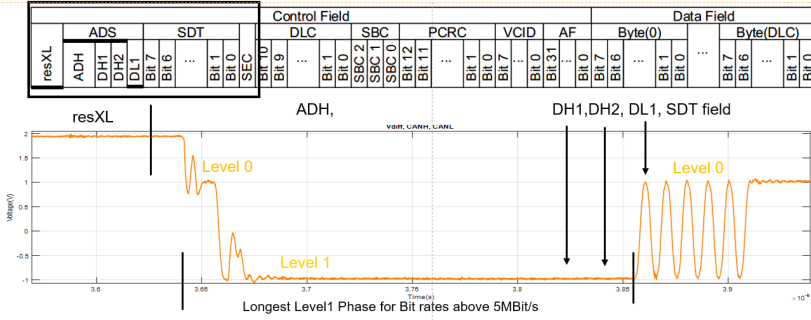 Control Field Data Field
ADS SDT DLC SBC PCRC VCID AF Byte(0) ... Byte(DLC)
resXL ADH DH1 DH2 DL1 Bit 7 Bit 6 ... Bit 1 Bit 0 SEC Bit 10 Bit 9 ... Bit 1 Bit 0 SBC 2 SBC 1 SBC 0 Bit 12 Bit 11 ... Bit 1 Bit 0 Bit 7 ... Bit 0 Bit 31 ... Bit 0 Bit 7 Bit 6 ... Bit 1 Bit 0 Bit 7 Bit 6 ... Bit 1 Bit 0
resXL ADH, DH1,DH2, DL1, SDT field
Vdiff, CANH, CANL
2
Level 0 Level 0
1.5
1
0.5
Voltage(V)
0
-0.5
Level 1
-1
3.6 3.65 3.7 3.75 3.8 3.85 3.9
Time(s)
Longest Level1 Phase for Bit rates above 5MBit/s